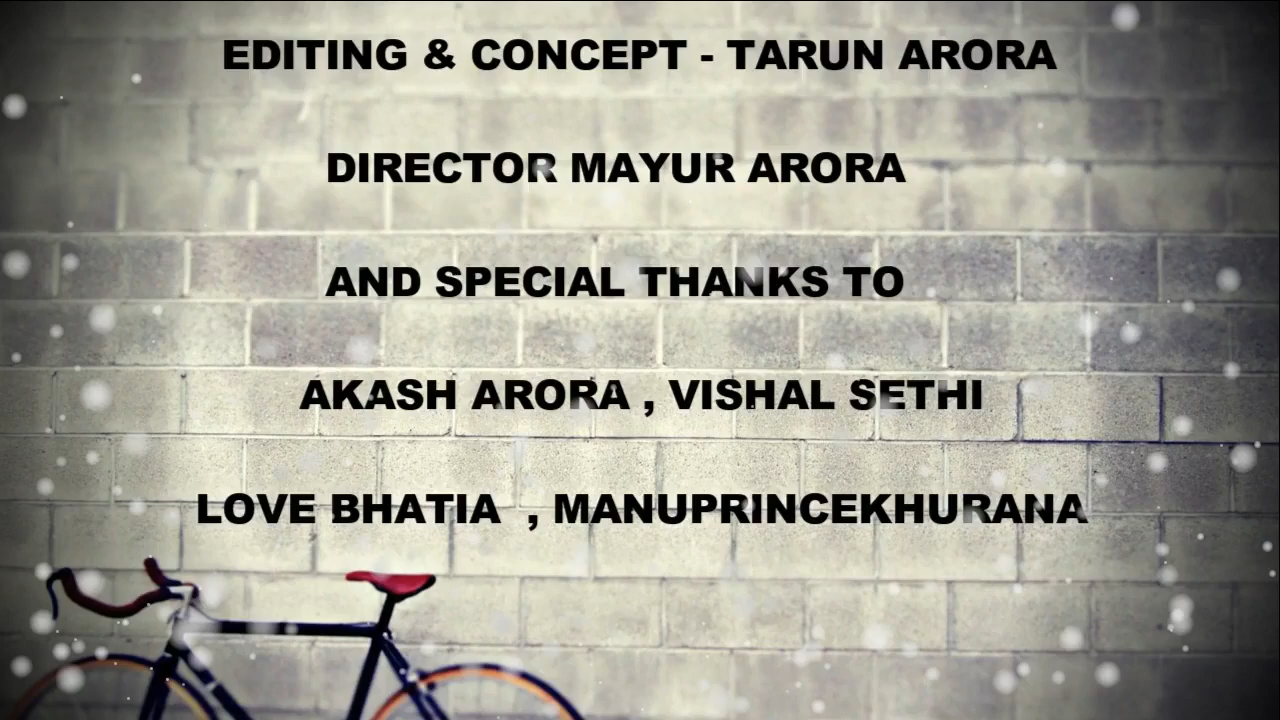 EDITING & CONCEPT - TARUN ARORA
DIRECTOR MAYUR ARORA
AND SPECIAL THANKS TO
AKASH ARORA , VISHAL SETHI
LOVE BHATIA , MANUPRINCEKHURANA